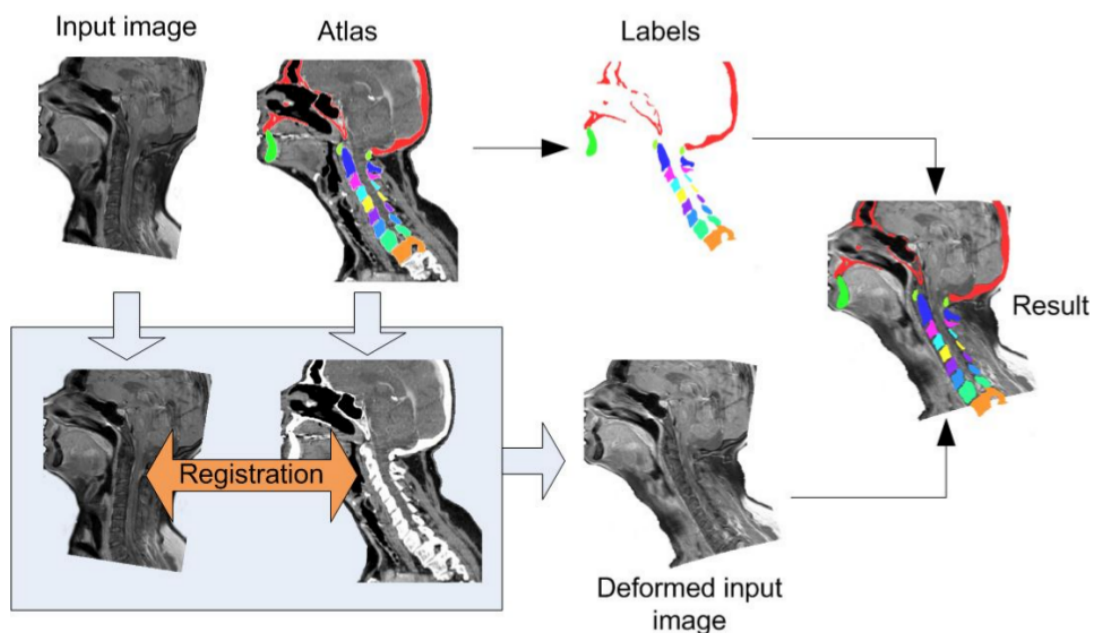 Input image
Atlas
Labels
Result
Registration
Deformed input
image